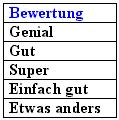 Bewertung
Genial
Gut
Super
Einfach gut
Etwas anders